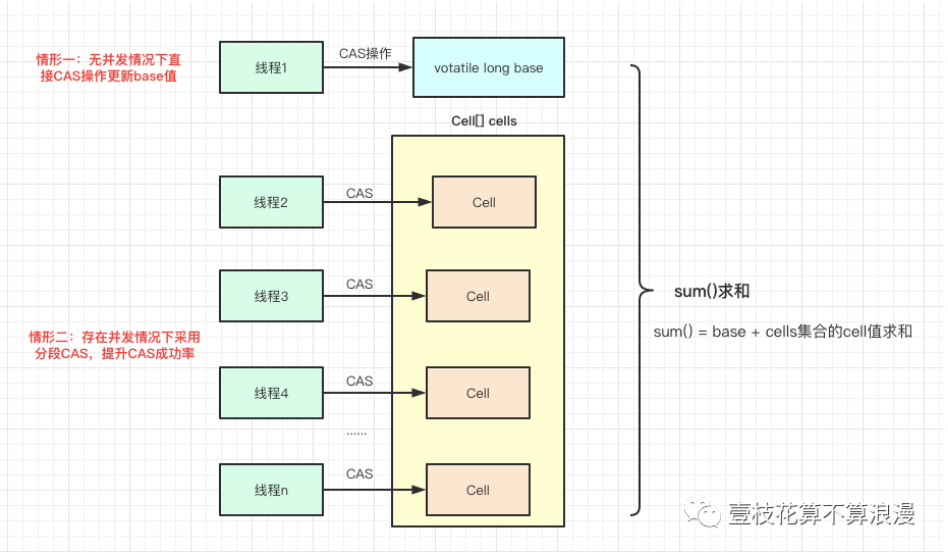 情形一：无并发情况下直
接CAS操作更新base值
线程1
CAS操作
votatile long base
Cell[] cells
线程2
CAS
Cell
线程3
CAS
Cell
情形二：存在并发情况下采用
分段CAS，提升CAS成功率
线程4
CAS
Cell
......
线程n
CAS
Cell
sum()求和
sum() = base + cells集合的cell值求和
壹枝花算不算浪漫